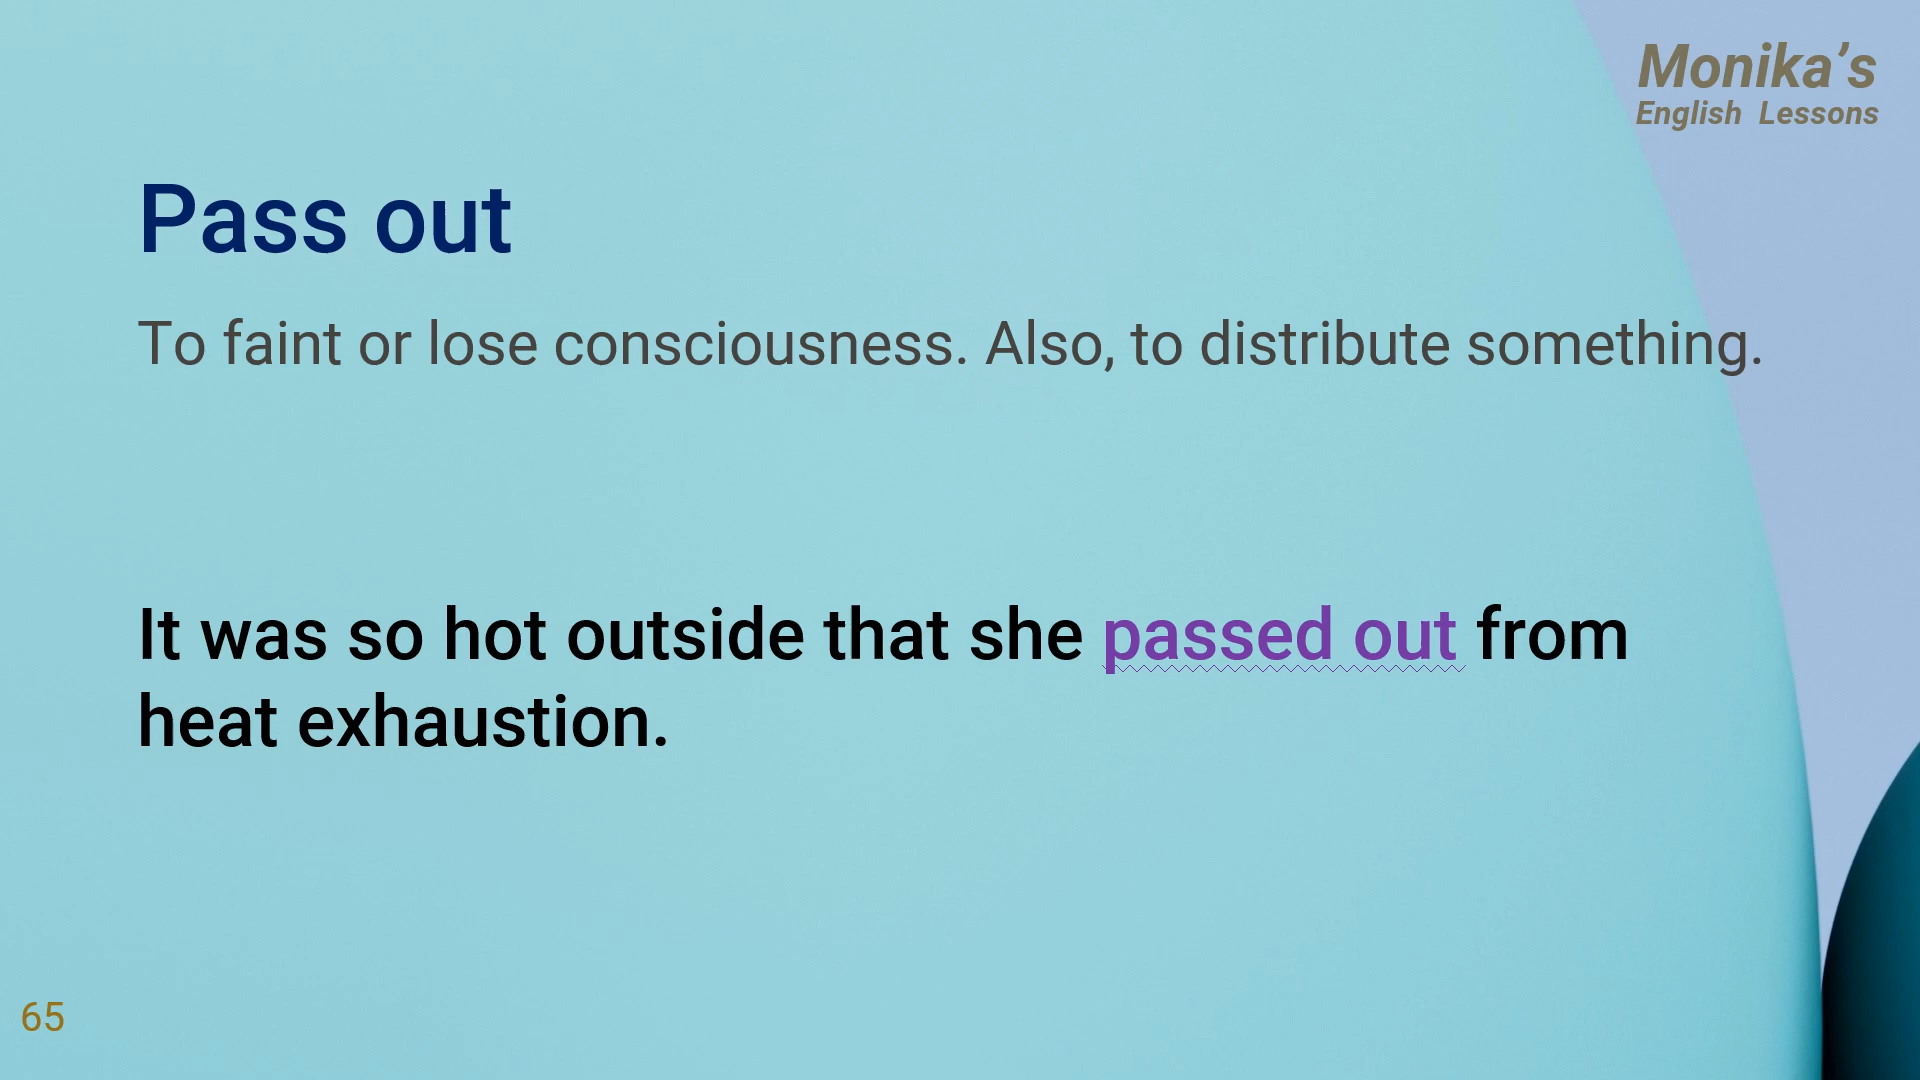 Monika’s
English Lessons
Pass out
To faint or lose consciousness. Also, to distribute something.
It was so hot outside that she passed out from
heat exhaustion.
65